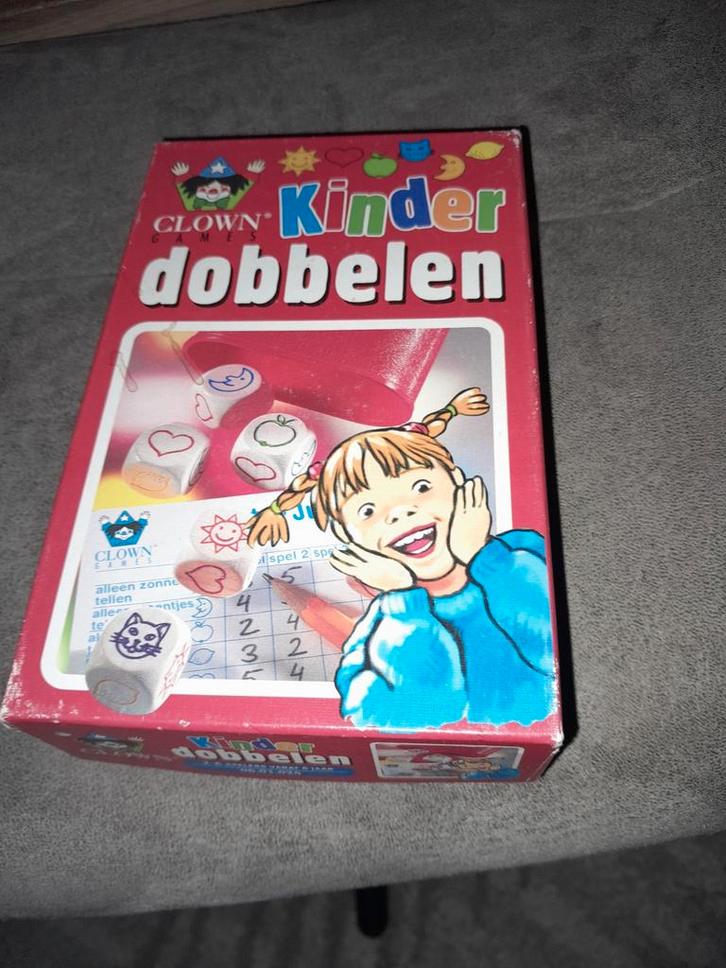 CLOWN®
GAMES
Kinder
dobbelen
CLOWN®
GAMES
spel 2
alleen zonne
tellen
4
5
2
4
3
2
5
4
Kinder
dobbelen
CLOWN